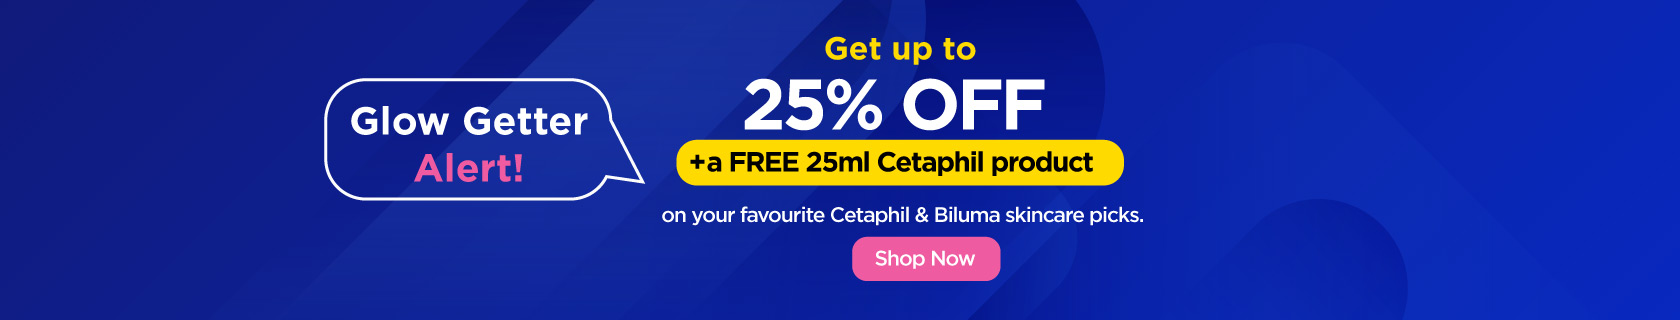 Glow Getter
Alert!
Get up to
25% OFF
+a FREE 25ml Cetaphil product
on your favourite Cetaphil & Biluma skincare picks.
Shop Now